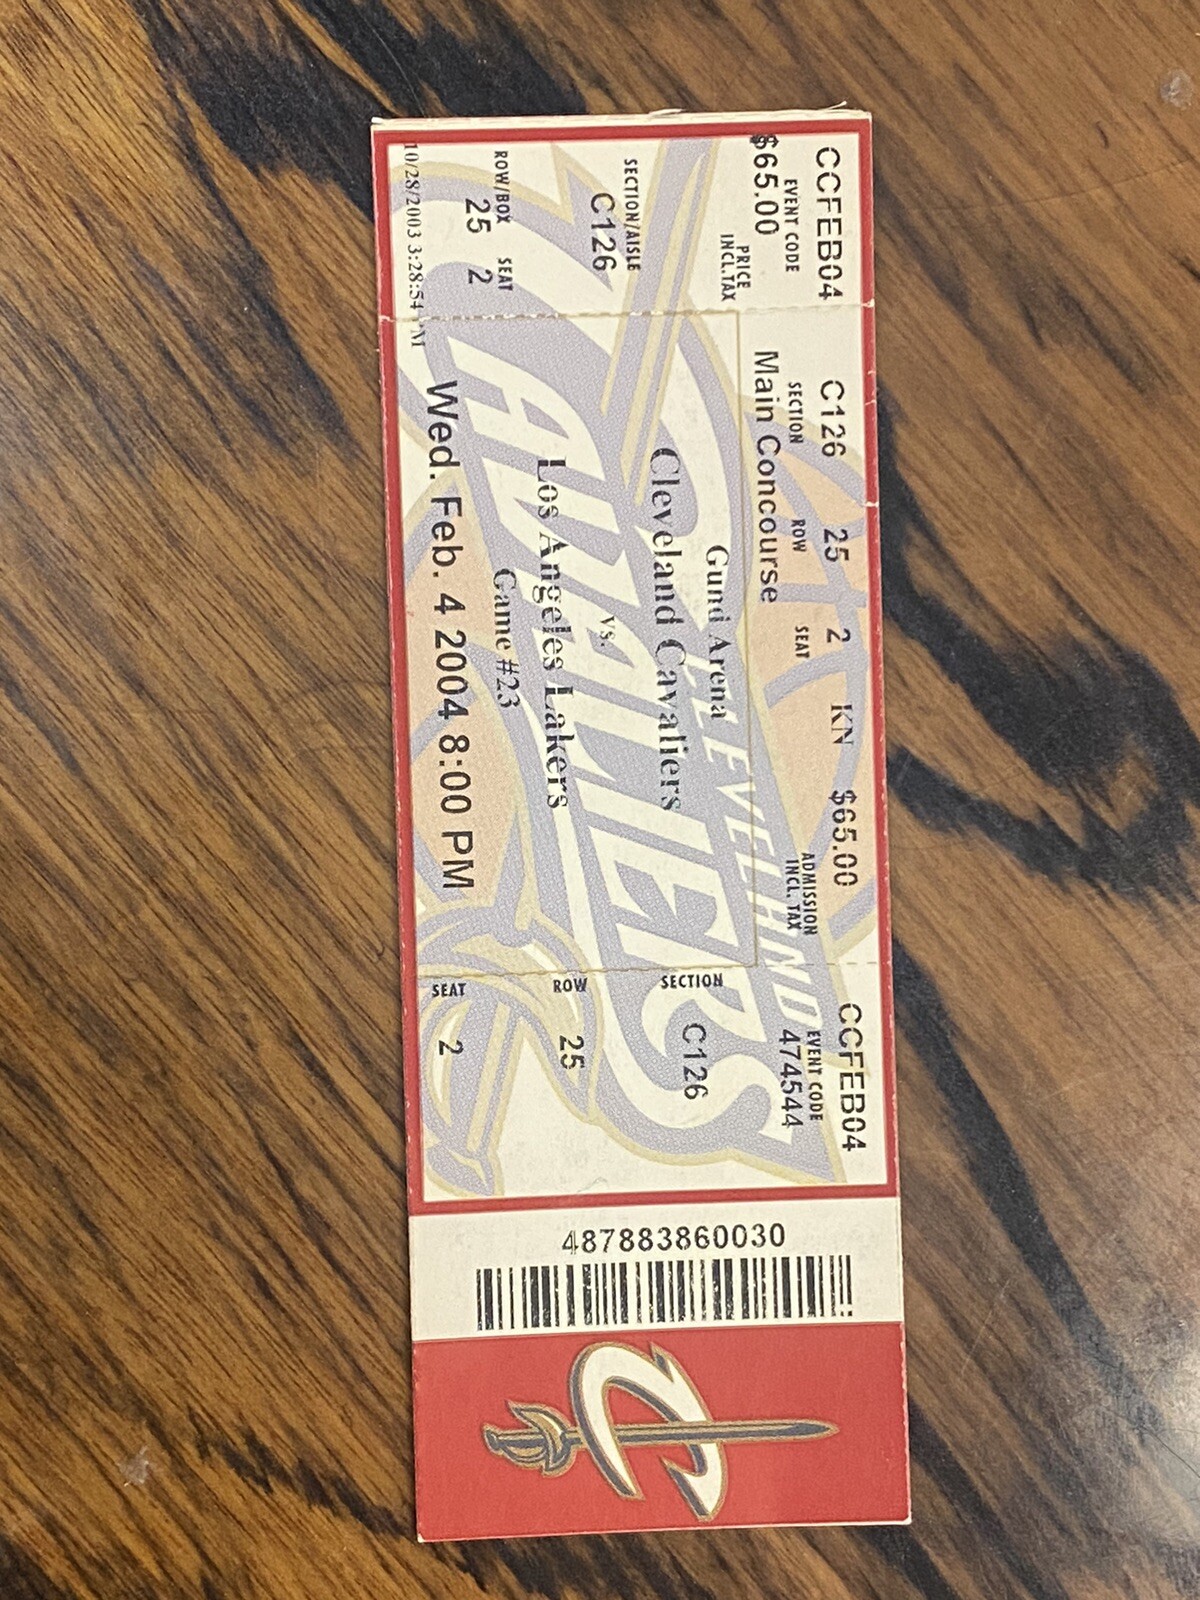 CCFEB04
EVENT CODE
$65.00
PRICE
INCL.TAX
SECTION/AISLE
C126
ROW/BOX SEAT
25 2
10/28/2003 3:28:54 PM
C126 25 2 KN $65.00
SECTION ROW SEAT ADMISSION
INCL. TAX
Main Concourse
Gund Arena
Cleveland Cavaliers
vs.
Los Angeles Lakers
Game #23
Wed. Feb. 4 2004 8:00 PM
CLEVELAND
CAVALIERS
CCFEB04
EVENT CODE
474544
SECTION
C126
ROW
25
SEAT
2
487883860030
C